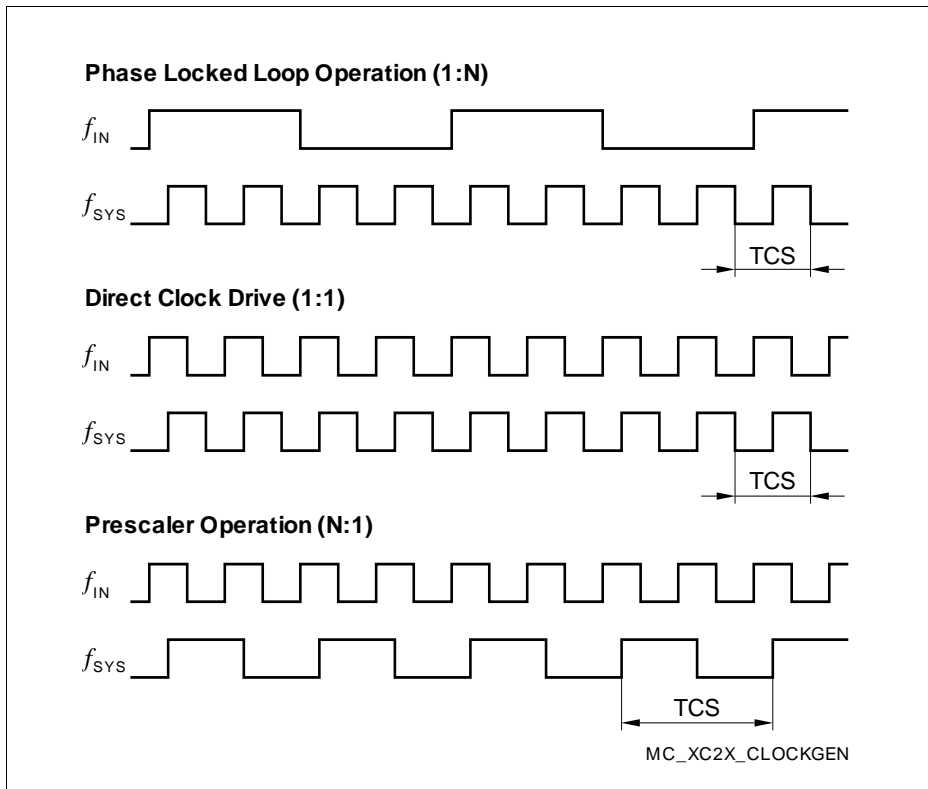 Phase Locked Loop Operation (1:N)
fIN
fSYS
TCS
Direct Clock Drive (1:1)
fIN
fSYS
TCS
Prescaler Operation (N:1)
fIN
fSYS
TCS
MC_XC2X_CLOCKGEN